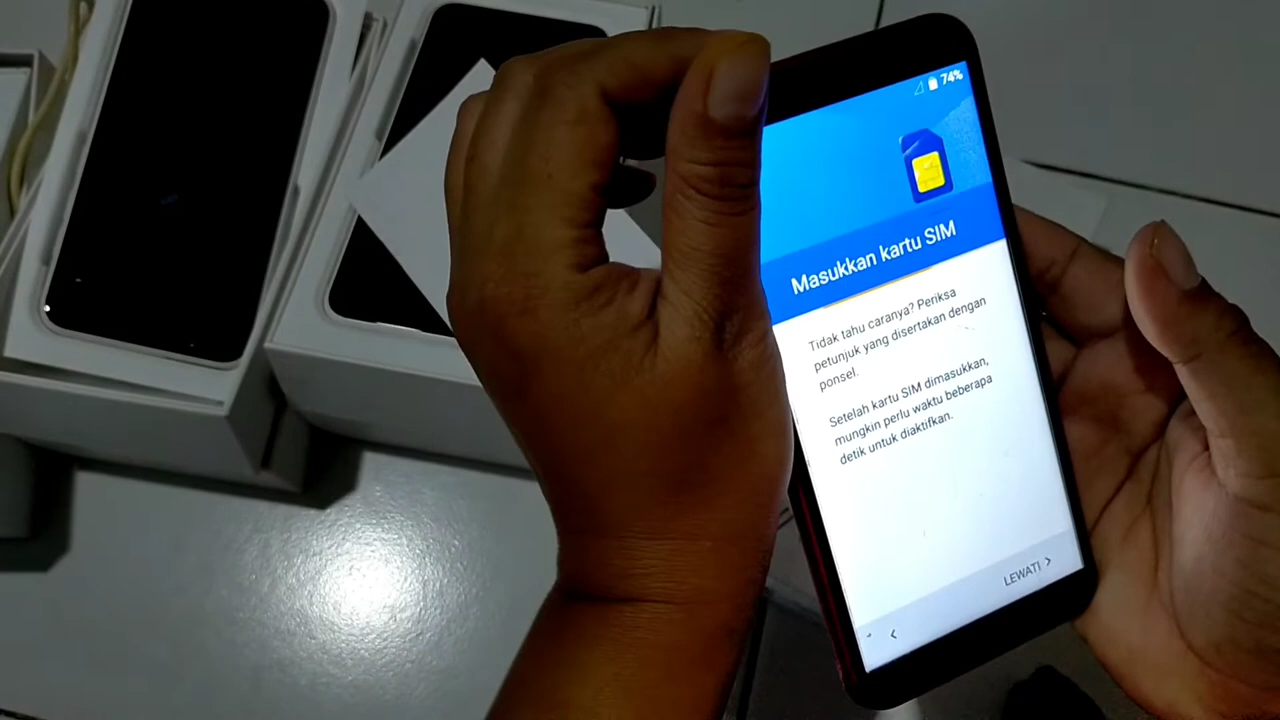 74%
Masukkan kartu SIM
Tidak tahu caranya? Periksa
petunjuk yang disertakan dengan
ponsel.
Setelah kartu SIM dimasukkan,
mungkin perlu waktu beberapa
detik untuk diaktifkan.
LEWATI